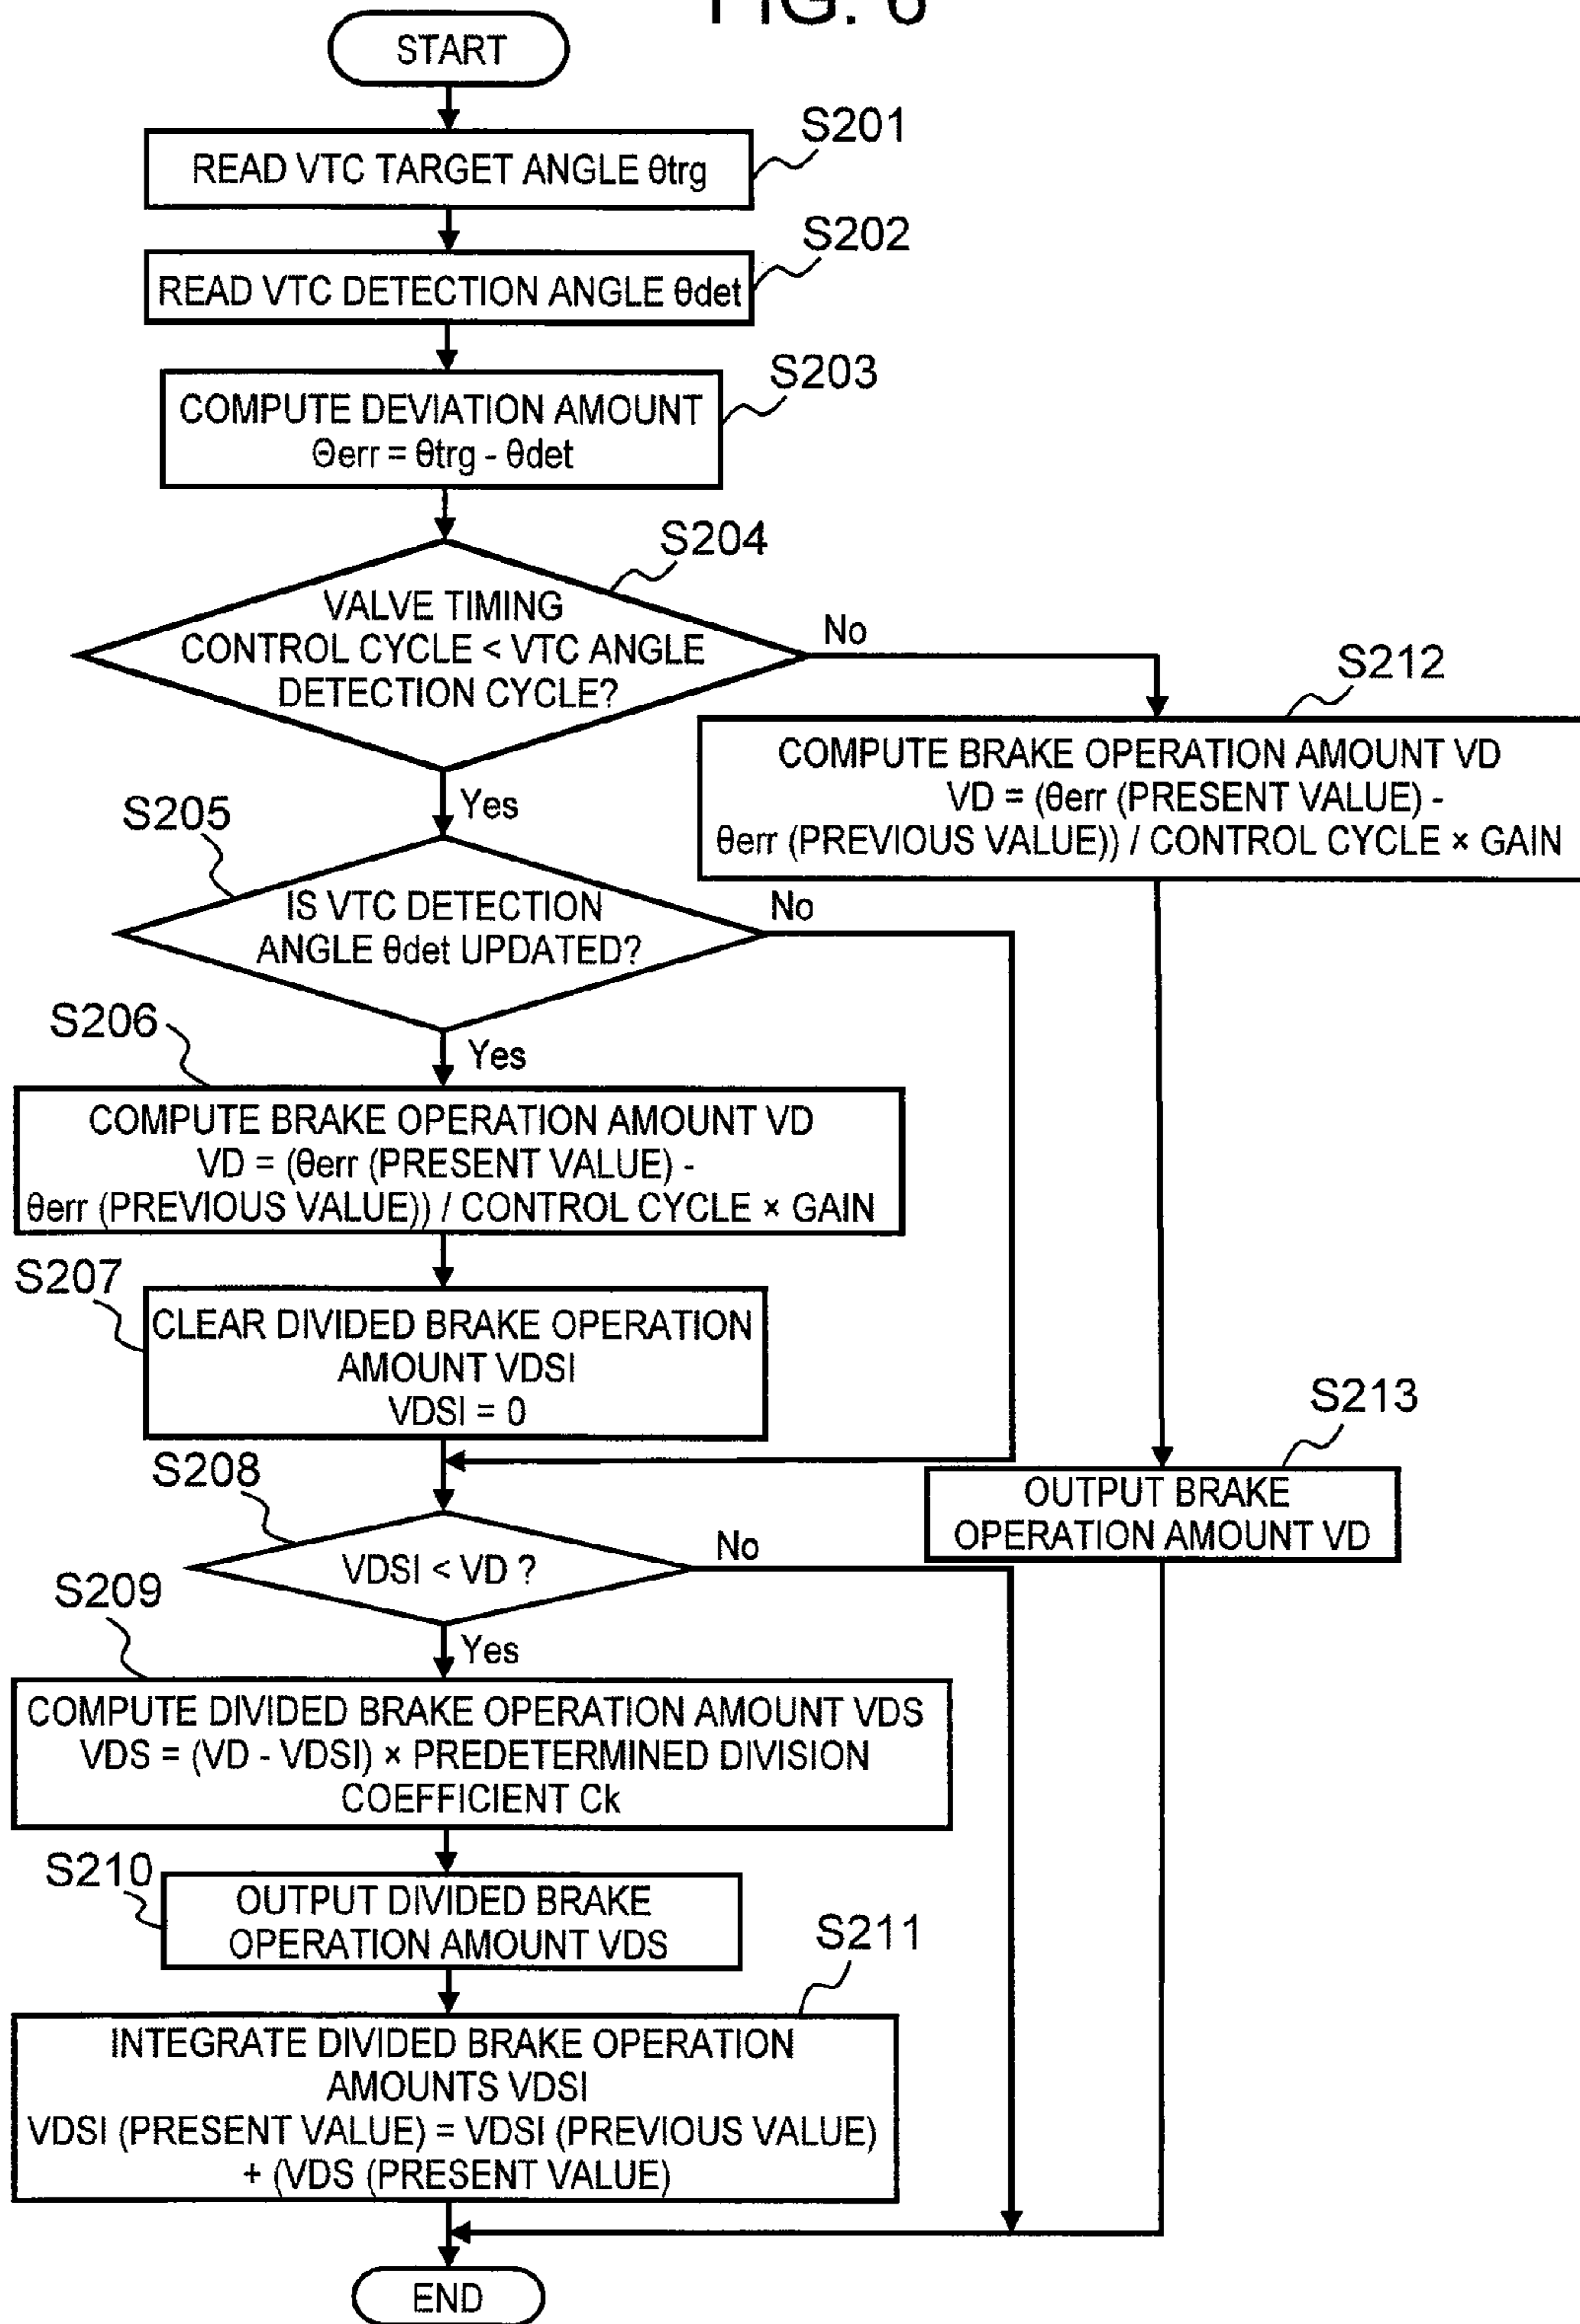 FIG. 6
START
S201
READ VTC TARGET ANGLE θtrg
S202
READ VTC DETECTION ANGLE θdet
S203
COMPUTE DEVIATION AMOUNT
Θerr = θtrg - θdet
S204
VALVE TIMING
CONTROL CYCLE < VTC ANGLE
DETECTION CYCLE?
No
Yes
S212
COMPUTE BRAKE OPERATION AMOUNT VD
VD = (θerr (PRESENT VALUE) -
θerr (PREVIOUS VALUE)) / CONTROL CYCLE × GAIN
S205
IS VTC DETECTION
ANGLE θdet UPDATED?
No
Yes
S206
COMPUTE BRAKE OPERATION AMOUNT VD
VD = (θerr (PRESENT VALUE) -
θerr (PREVIOUS VALUE)) / CONTROL CYCLE × GAIN
S207
CLEAR DIVIDED BRAKE OPERATION
AMOUNT VDSI
VDSI = 0
S213
OUTPUT BRAKE
OPERATION AMOUNT VD
S208
VDSI < VD ?
No
Yes
S209
COMPUTE DIVIDED BRAKE OPERATION AMOUNT VDS
VDS = (VD - VDSI) × PREDETERMINED DIVISION
COEFFICIENT Ck
S210
OUTPUT DIVIDED BRAKE
OPERATION AMOUNT VDS
S211
INTEGRATE DIVIDED BRAKE OPERATION
AMOUNTS VDSI
VDSI (PRESENT VALUE) = VDSI (PREVIOUS VALUE)
+ (VDS (PRESENT VALUE)
END